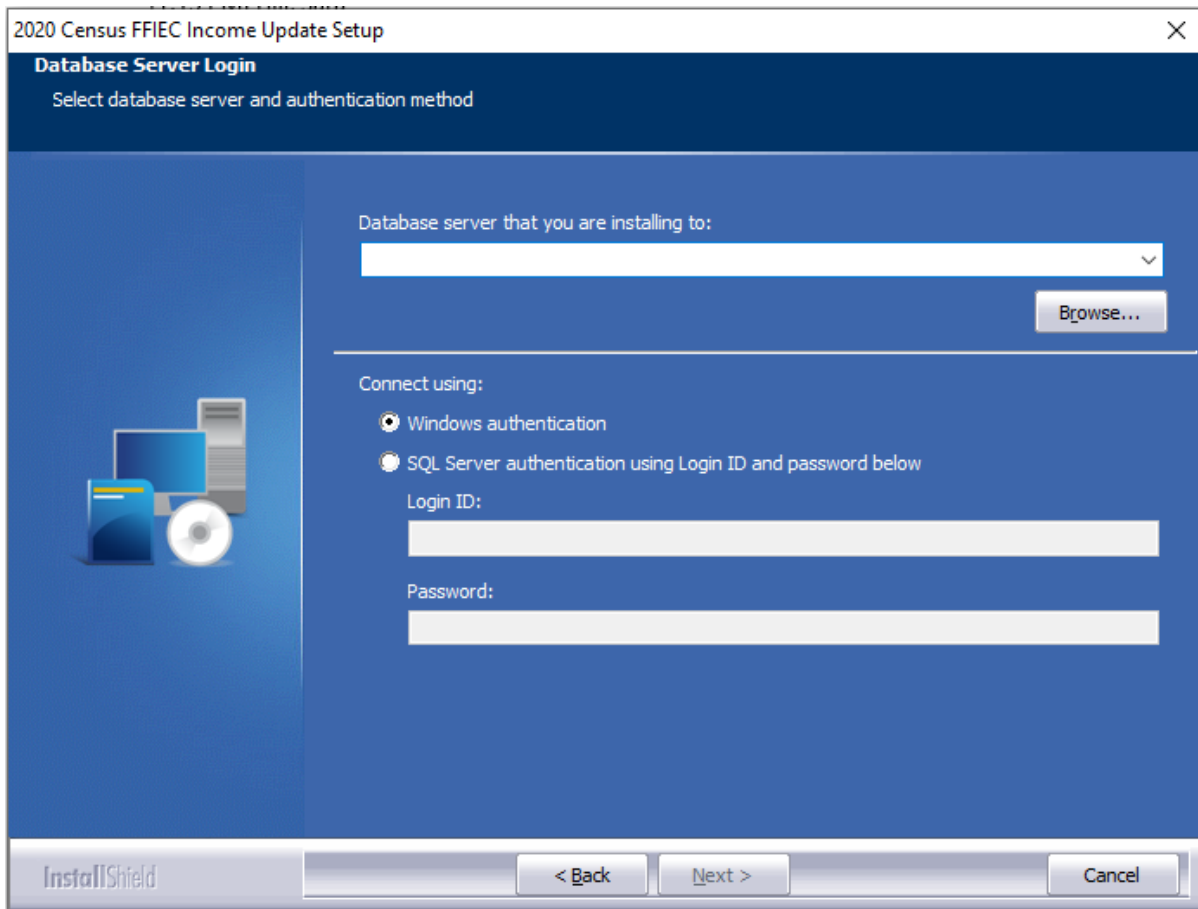 2020 Census FFIEC Income Update Setup
Database Server Login
Select database server and authentication method
Database server that you are installing to:
Browse...
Connect using:
Windows authentication
SQL Server authentication using Login ID and password below
Login ID:
Password:
InstallShield
< Back
Next >
Cancel